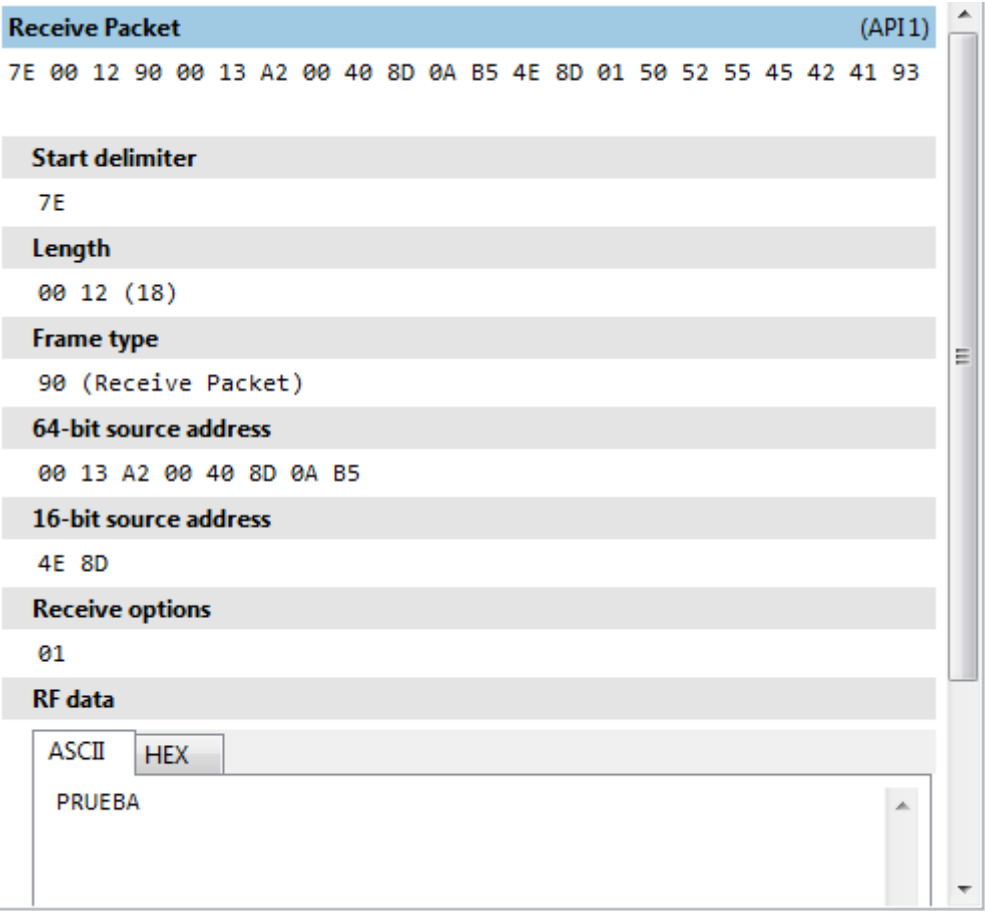 Receive Packet (API 1)
7E 00 12 90 00 13 A2 00 40 8D 0A B5 4E 8D 01 50 52 55 45 42 41 93
Start delimiter
7E
Length
00 12 (18)
Frame type
90 (Receive Packet)
64-bit source address
00 13 A2 00 40 8D 0A B5
16-bit source address
4E 8D
Receive options
01
RF data
ASCII HEX
PRUEBA